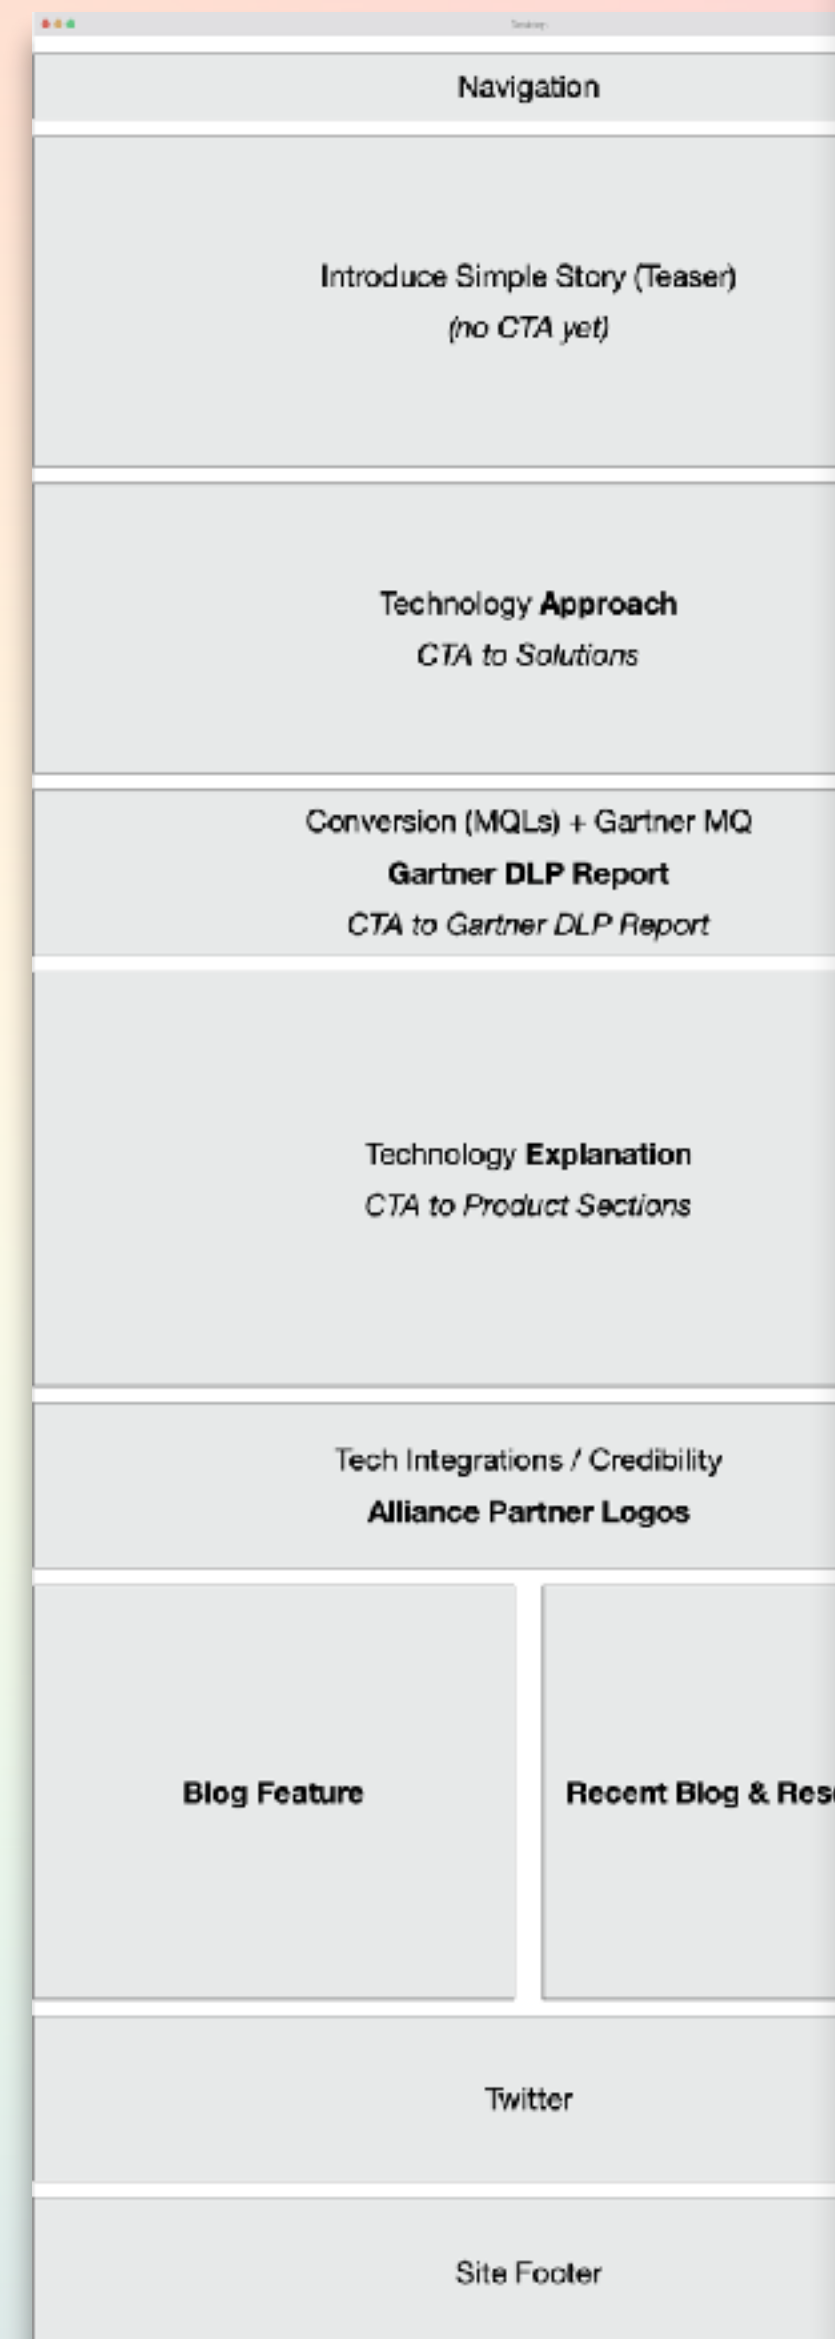 Desktop
Navigation
Introduce Simple Story (Teaser)
(no CTA yet)
Technology Approach
CTA to Solutions
Conversion (MQLs) + Gartner MQ
Gartner DLP Report
CTA to Gartner DLP Report
Technology Explanation
CTA to Product Sections
Tech Integrations / Credibility
Alliance Partner Logos
Blog Feature
Recent Blog &
Twitter
Site Footer